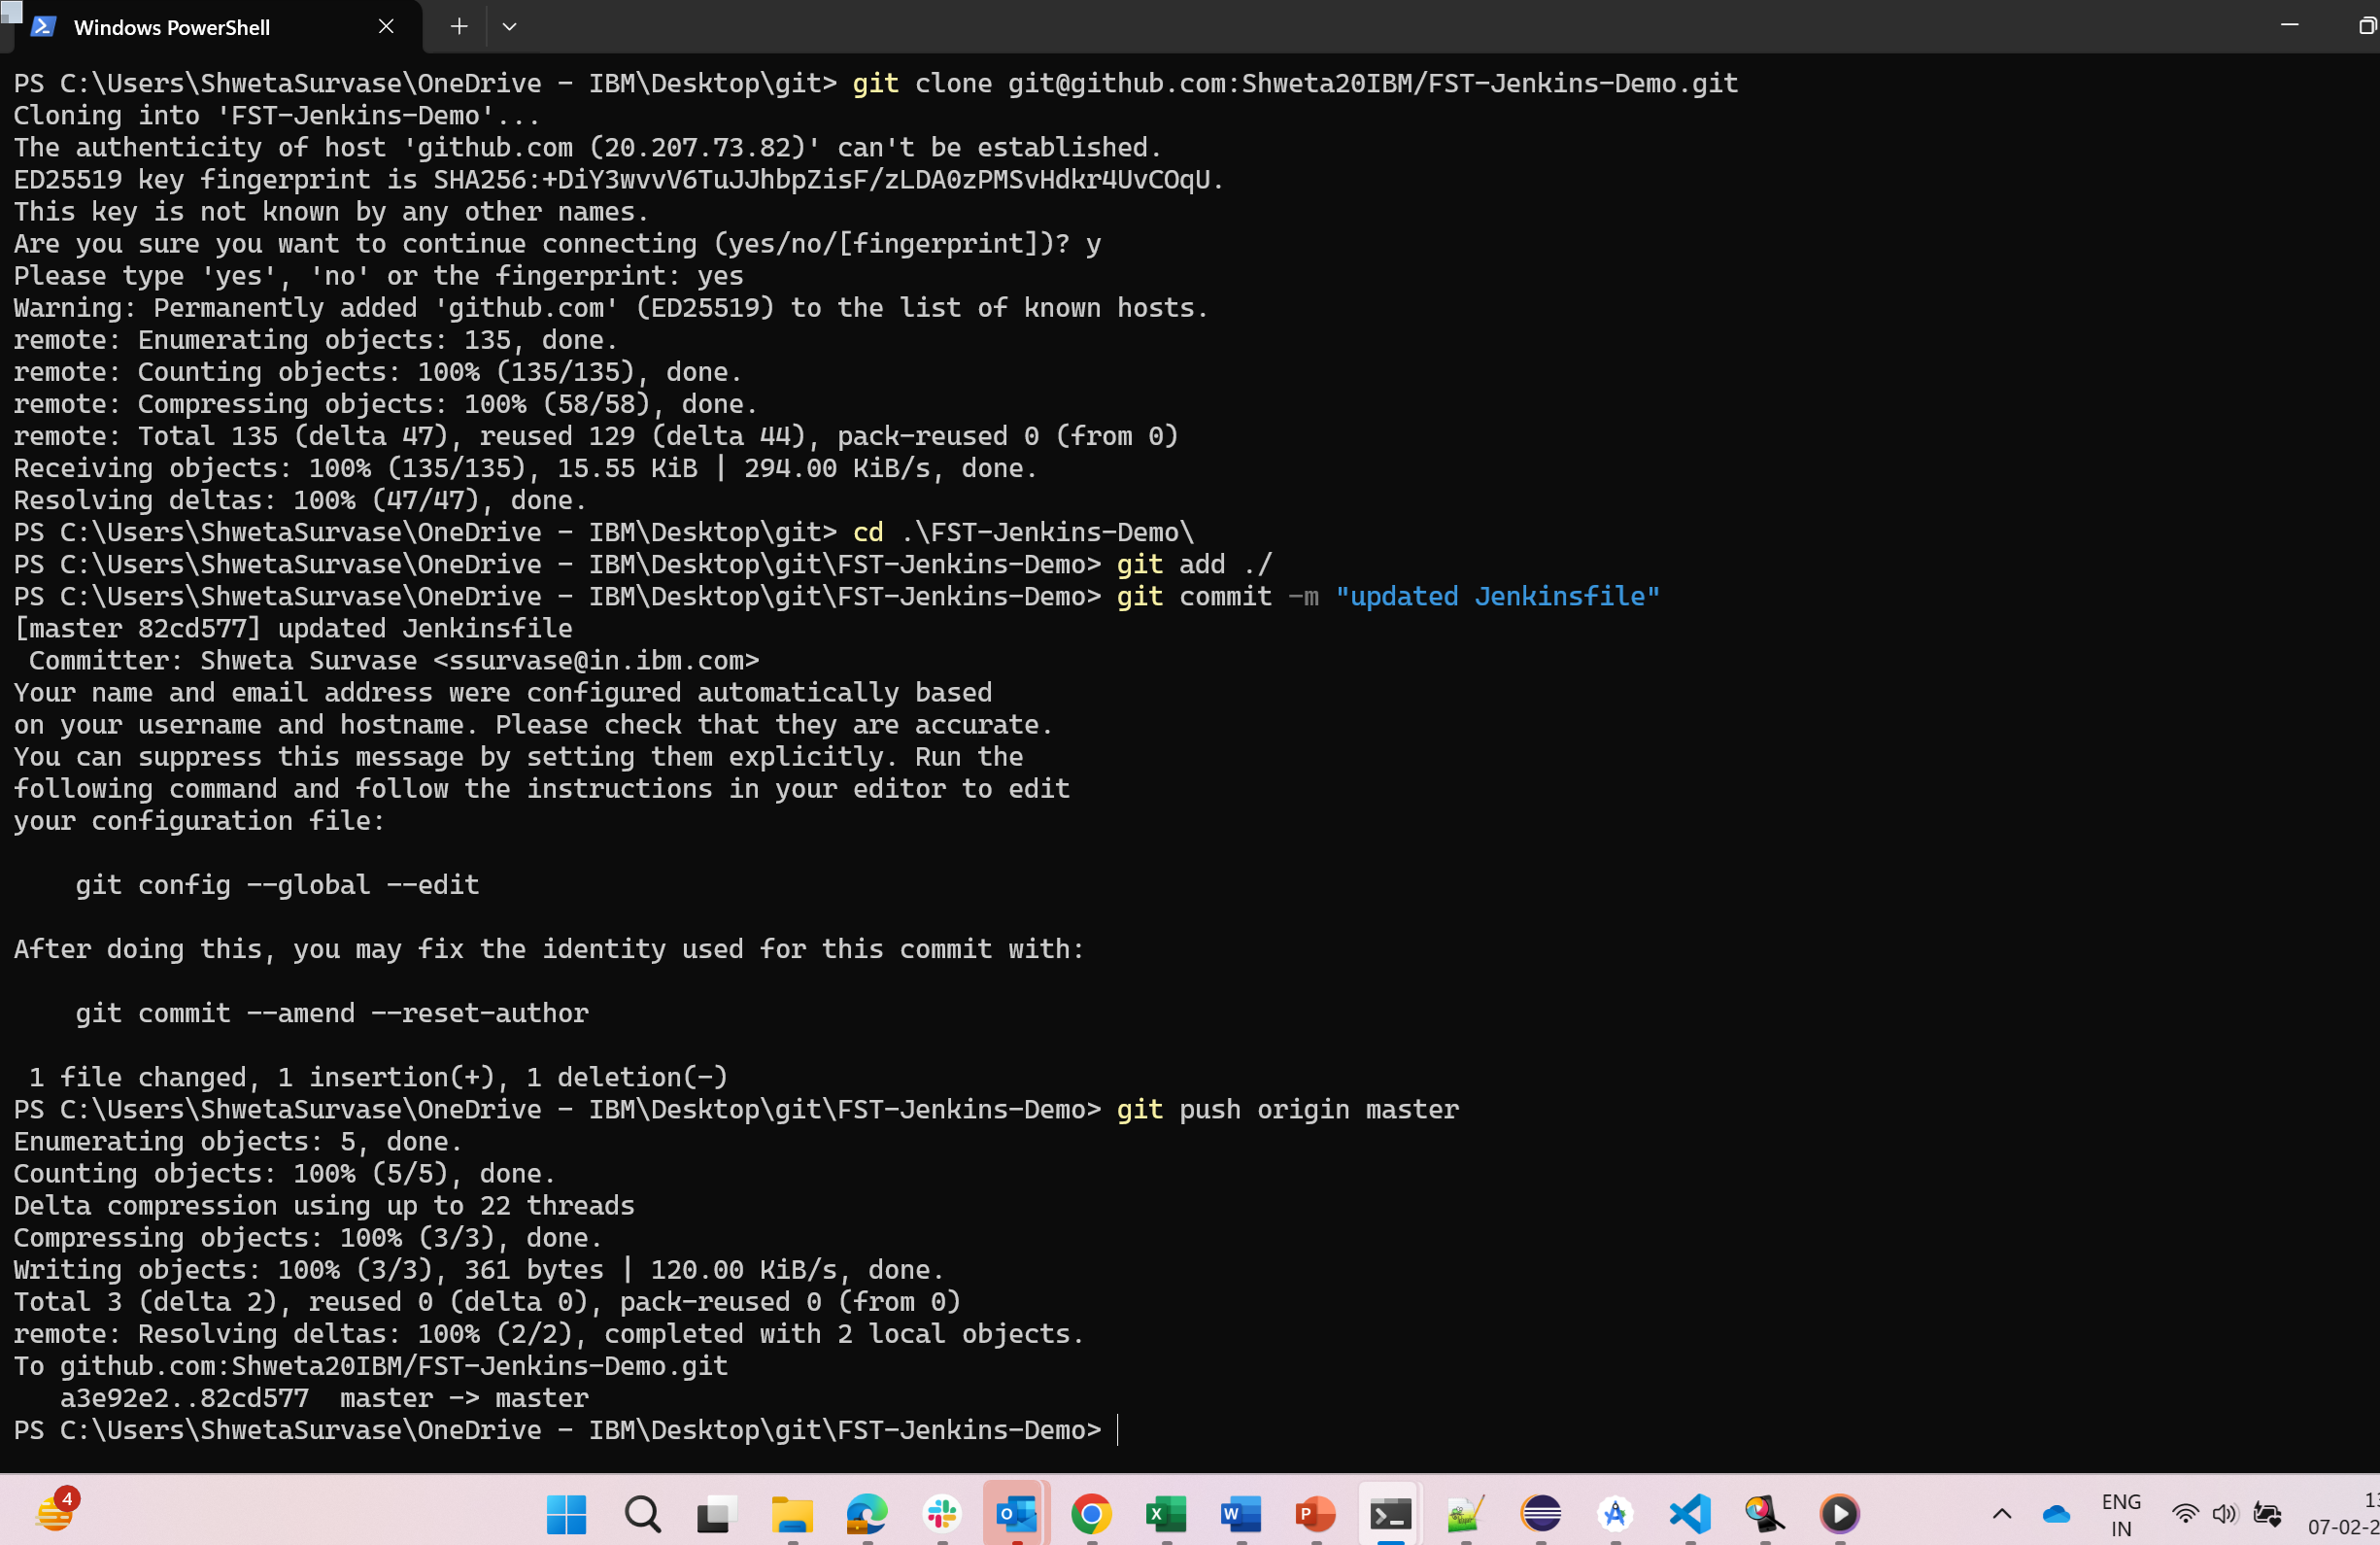 Windows PowerShell
PS C:\Users\ShwetaSurvase\OneDrive - IBM\Desktop\git> git clone git@github.com:Shweta20IBM/FST-Jenkins-Demo.git
Cloning into 'FST-Jenkins-Demo'...
The authenticity of host 'github.com (20.207.73.82)' can't be established.
ED25519 key fingerprint is SHA256:+DiY3wvvV6TuJJhbpZisF/zLDA0zPMSvHdkr4UvCOqU.
This key is not known by any other names.
Are you sure you want to continue connecting (yes/no/[fingerprint])? y
Please type 'yes', 'no' or the fingerprint: yes
Warning: Permanently added 'github.com' (ED25519) to the list of known hosts.
remote: Enumerating objects: 135, done.
remote: Counting objects: 100% (135/135), done.
remote: Compressing objects: 100% (58/58), done.
remote: Total 135 (delta 47), reused 129 (delta 44), pack-reused 0 (from 0)
Receiving objects: 100% (135/135), 15.55 KiB | 294.00 KiB/s, done.
Resolving deltas: 100% (47/47), done.
PS C:\Users\ShwetaSurvase\OneDrive - IBM\Desktop\git> cd .\FST-Jenkins-Demo\
PS C:\Users\ShwetaSurvase\OneDrive - IBM\Desktop\git\FST-Jenkins-Demo> git add ./
PS C:\Users\ShwetaSurvase\OneDrive - IBM\Desktop\git\FST-Jenkins-Demo> git commit -m "updated Jenkinsfile"
[master 82cd577] updated Jenkinsfile
 Committer: Shweta Survase <ssurvase@in.ibm.com>
Your name and email address were configured automatically based
on your username and hostname. Please check that they are accurate.
You can suppress this message by setting them explicitly. Run the
following command and follow the instructions in your editor to edit
your configuration file:
    git config --global --edit
After doing this, you may fix the identity used for this commit with:
    git commit --amend --reset-author
 1 file changed, 1 insertion(+), 1 deletion(-)
PS C:\Users\ShwetaSurvase\OneDrive - IBM\Desktop\git\FST-Jenkins-Demo> git push origin master
Enumerating objects: 5, done.
Counting objects: 100% (5/5), done.
Delta compression using up to 22 threads
Compressing objects: 100% (3/3), done.
Writing objects: 100% (3/3), 361 bytes | 120.00 KiB/s, done.
Total 3 (delta 2), reused 0 (delta 0), pack-reused 0 (from 0)
remote: Resolving deltas: 100% (2/2), completed with 2 local objects.
To github.com:Shweta20IBM/FST-Jenkins-Demo.git
   a3e92e2..82cd577  master -> master
PS C:\Users\ShwetaSurvase\OneDrive - IBM\Desktop\git\FST-Jenkins-Demo>
4
ENG
IN
07-02-2